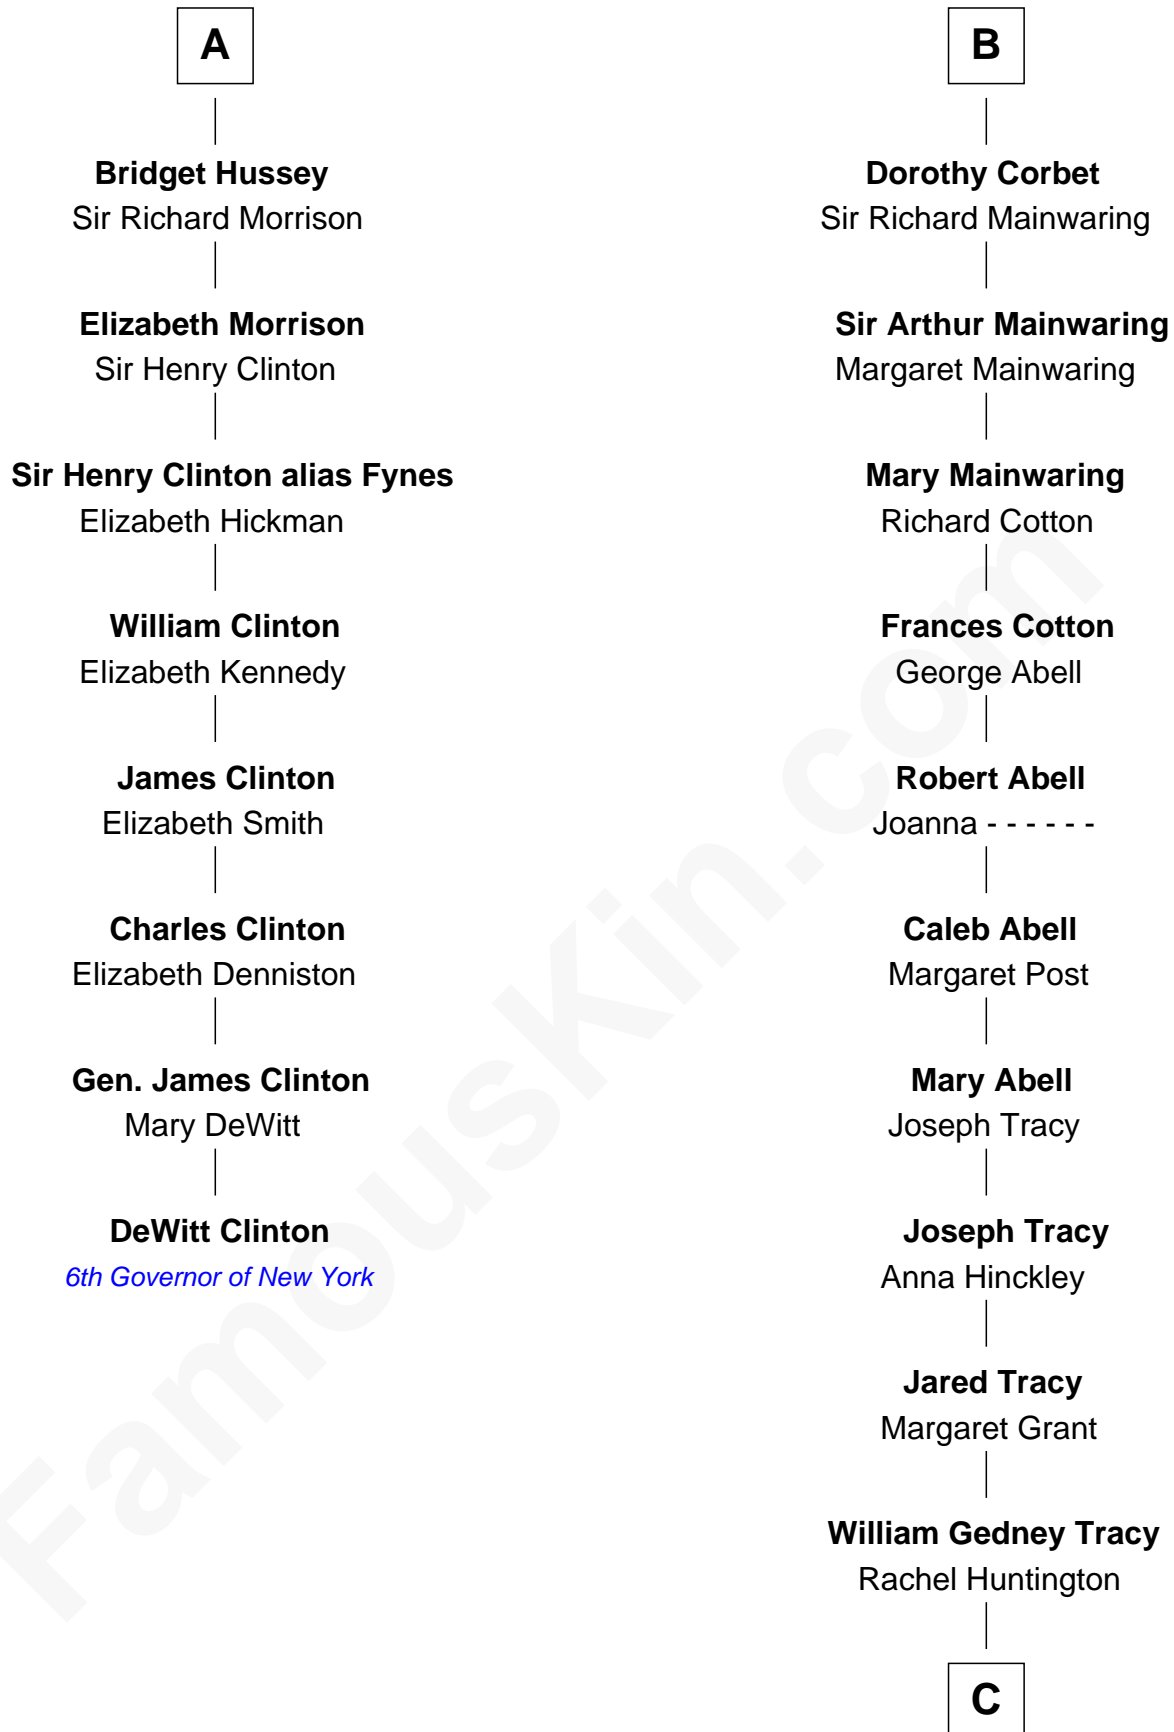 A
Bridget Hussey
Sir Richard Morrison
Elizabeth Morrison
Sir Henry Clinton
Sir Henry Clinton alias Fynes
Elizabeth Hickman
William Clinton
Elizabeth Kennedy
James Clinton
Elizabeth Smith
Charles Clinton
Elizabeth Denniston
Gen. James Clinton
Mary DeWitt
DeWitt Clinton
6th Governor of New York
B
Dorothy Corbet
Sir Richard Mainwaring
Sir Arthur Mainwaring
Margaret Mainwaring
Mary Mainwaring
Richard Cotton
Frances Cotton
George Abell
Robert Abell
Joanna - - - - - -
Caleb Abell
Margaret Post
Mary Abell
Joseph Tracy
Joseph Tracy
Anna Hinckley
Jared Tracy
Margaret Grant
William Gedney Tracy
Rachel Huntington
C
FamousKin.com